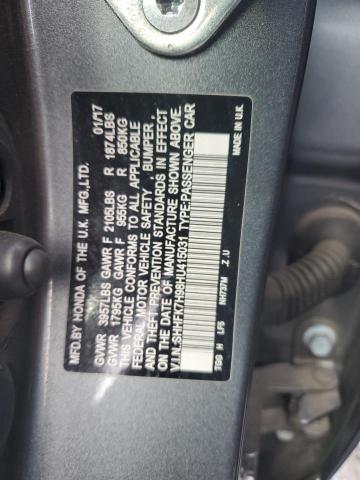 MFD.BY HONDA OF THE U.K. MFG.,LTD. 01/17
GVWR 3957LBS GAWR F 2105LBS R 1874LBS
GVWR 1795KG GAWR F 955KG R 850KG
THIS VEHICLE CONFORMS TO ALL APPLICABLE
FEDERAL MOTOR VEHICLE SAFETY, BUMPER,
AND THEFT PREVENTION STANDARDS IN EFFECT
ON THE DATE OF MANUFACTURE SHOWN ABOVE.
V.I.N.:SHHFK7H98HU415031 TYPE:PASSENGER CAR
MADE IN U.K